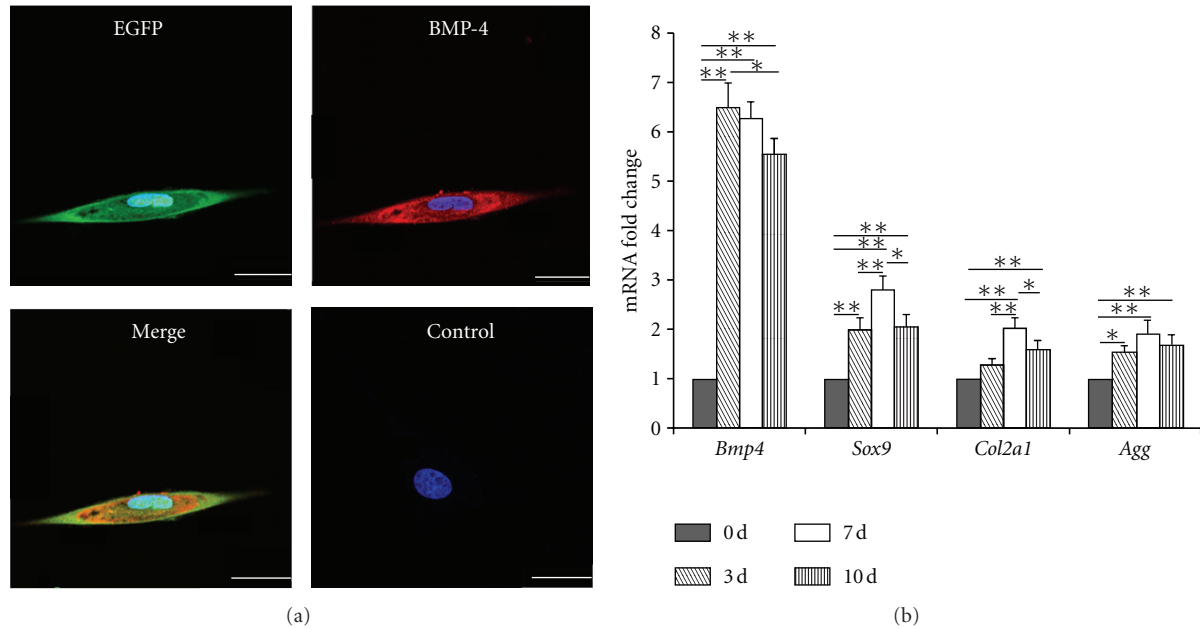 EGFP
BMP-4
Merge
Control
(a)
mRNA fold change
8
7
6
5
4
3
2
1
0
**
**
**
*
**
**
**
**
*
**
**
**
*
**
**
*
Bmp4
Sox9
Col2a1
Agg
0 d
7 d
3 d
10 d
(b)